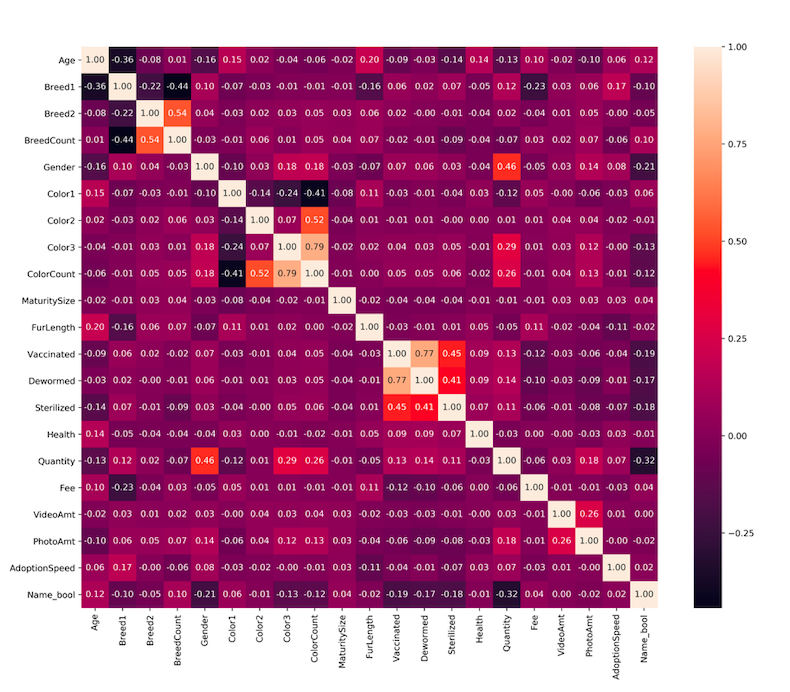 Age 1.00 -0.36 -0.08 0.01 -0.16 0.15 0.02 -0.04 -0.06 -0.02 0.20 -0.09 -0.03 -0.14 0.14 -0.13 0.10 -0.02 -0.10 0.06 0.12
Breed1 -0.36 1.00 -0.22 -0.44 0.10 -0.07 -0.03 -0.01 -0.01 -0.01 -0.16 0.06 0.02 0.07 -0.05 0.12 -0.23 0.03 0.06 0.17 -0.10
Breed2 -0.08 -0.22 1.00 0.54 0.04 -0.03 0.02 0.03 0.05 0.03 0.06 0.02 -0.00 -0.01 -0.04 0.02 -0.04 0.01 0.05 -0.00 -0.05
BreedCount 0.01 -0.44 0.54 1.00 -0.03 -0.01 0.06 0.01 0.05 0.04 0.07 -0.02 -0.01 -0.09 -0.04 -0.07 0.03 0.02 0.07 -0.06 0.10
Gender -0.16 0.10 0.04 -0.03 1.00 -0.10 0.03 0.18 0.18 -0.03 -0.07 0.07 0.06 0.03 -0.04 0.46 -0.05 0.03 0.14 0.08 -0.21
Color1 0.15 -0.07 -0.03 -0.01 -0.10 1.00 -0.14 -0.24 -0.41 -0.08 0.11 -0.03 -0.01 -0.04 0.03 -0.12 0.05 -0.00 -0.06 -0.03 0.06
Color2 0.02 -0.03 0.02 0.06 0.03 -0.14 1.00 0.07 0.52 -0.04 0.01 -0.01 0.01 -0.00 0.00 0.01 0.01 0.04 0.04 -0.02 -0.01
Color3 -0.04 -0.01 0.03 0.01 0.18 -0.24 0.07 1.00 0.79 -0.02 0.02 0.04 0.03 0.05 -0.01 0.29 0.01 0.03 0.12 -0.00 -0.13
ColorCount -0.06 -0.01 0.05 0.05 0.18 -0.41 0.52 0.79 1.00 -0.01 0.00 0.05 0.05 0.06 -0.02 0.26 -0.01 0.04 0.13 -0.01 -0.12
MaturitySize -0.02 -0.01 0.03 0.04 -0.03 -0.08 -0.04 -0.02 -0.01 1.00 -0.02 -0.04 -0.04 -0.04 -0.01 -0.01 -0.01 0.03 0.03 0.03 0.04
FurLength 0.20 -0.16 0.06 0.07 -0.07 0.11 0.01 0.02 0.00 -0.02 1.00 -0.03 -0.01 0.01 0.05 -0.05 0.11 -0.02 -0.04 -0.11 -0.02
Vaccinated -0.09 0.06 0.02 -0.02 0.07 -0.03 -0.01 0.04 0.05 -0.04 -0.03 1.00 0.77 0.45 0.09 0.13 -0.12 -0.03 -0.06 -0.04 -0.19
Dewormed -0.03 0.02 -0.00 -0.01 0.06 -0.01 0.01 0.03 0.05 -0.04 -0.01 0.77 1.00 0.41 0.09 0.14 -0.10 -0.03 -0.09 -0.01 -0.17
Sterilized -0.14 0.07 -0.01 -0.09 0.03 -0.04 -0.00 0.05 0.06 -0.04 0.01 0.45 0.41 1.00 0.07 0.11 -0.06 -0.01 -0.08 -0.07 -0.18
Health 0.14 -0.05 -0.04 -0.04 -0.04 0.03 0.00 -0.01 -0.02 -0.01 0.05 0.09 0.09 0.07 1.00 -0.03 0.00 -0.00 -0.03 0.03 -0.01
Quantity -0.13 0.12 0.02 -0.07 0.46 -0.12 0.01 0.29 0.26 -0.01 -0.05 0.13 0.14 0.11 -0.03 1.00 -0.06 0.03 0.18 0.07 -0.32
Fee 0.10 -0.23 -0.04 0.03 -0.05 0.05 0.01 0.01 -0.01 -0.01 0.11 -0.12 -0.10 -0.06 0.00 -0.06 1.00 -0.01 -0.01 -0.03 0.04
VideoAmt -0.02 0.03 0.01 0.02 0.03 -0.00 0.04 0.03 0.04 0.03 -0.02 -0.03 -0.03 -0.01 -0.00 0.03 -0.01 1.00 0.26 -0.01 0.00
PhotoAmt -0.10 0.06 0.05 0.07 0.14 -0.06 0.04 0.12 0.13 0.03 -0.04 -0.06 -0.09 -0.08 -0.03 0.18 -0.01 0.26 1.00 -0.00 -0.02
AdoptionSpeed 0.06 0.17 -0.00 -0.06 0.08 -0.03 -0.02 -0.00 -0.01 0.03 -0.11 -0.04 -0.01 -0.07 0.03 0.07 -0.03 -0.01 -0.00 1.00 0.02
Name_bool 0.12 -0.10 -0.05 0.10 -0.21 0.06 -0.01 -0.13 -0.12 0.04 -0.02 -0.19 -0.17 -0.18 -0.01 -0.32 0.04 0.00 -0.02 0.02 1.00
Age Breed1 Breed2 BreedCount Gender Color1 Color2 Color3 ColorCount MaturitySize FurLength Vaccinated Dewormed Sterilized Health Quantity Fee VideoAmt PhotoAmt AdoptionSpeed Name_bool
1.00
0.75
0.50
0.25
0.00
−0.25